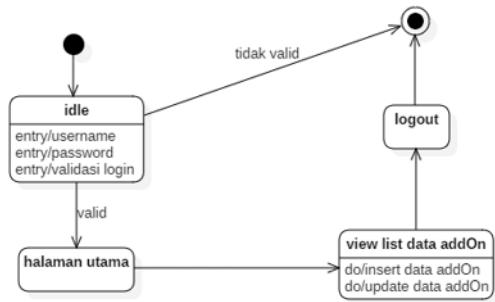 tidak valid
idle
entry/username
entry/password
entry/validasi login
logout
valid
halaman utama
view list data addOn
do/insert data addOn
do/update data addOn